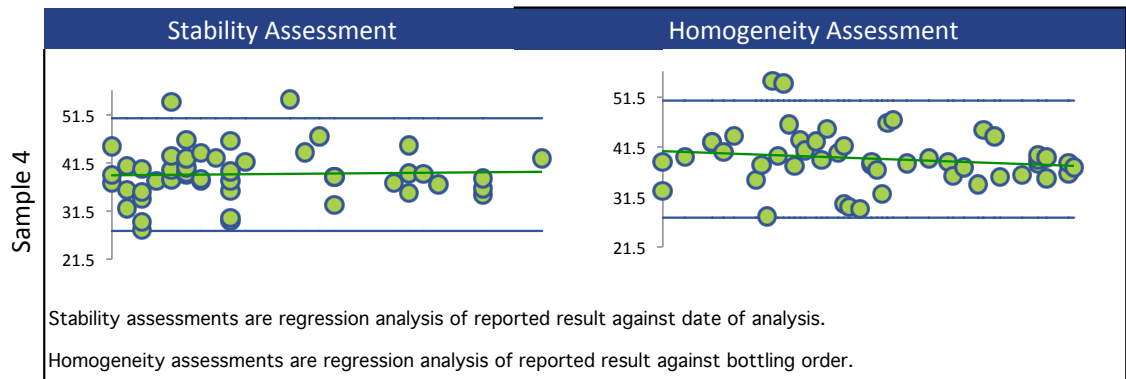 Stability Assessment
Homogeneity Assessment
Sample 4
51.5
41.5
31.5
21.5
51.5
41.5
31.5
21.5
Stability assessments are regression analysis of reported result against date of analysis.
Homogeneity assessments are regression analysis of reported result against bottling order.